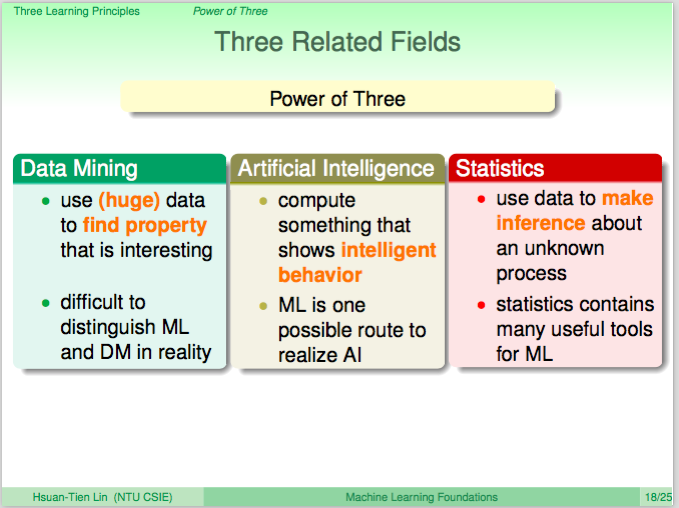 Three Learning Principles
Power of Three
Three Related Fields
Power of Three
Data Mining
• use (huge) data
to find property
that is interesting
• difficult to
distinguish ML
and DM in reality
Artificial Intelligence
• compute
something that
shows intelligent
behavior
• ML is one
possible route to
realize AI
Statistics
• use data to make
inference about
an unknown
process
• statistics contains
many useful tools
for ML
Hsuan-Tien Lin (NTU CSIE)
Machine Learning Foundations
18/25